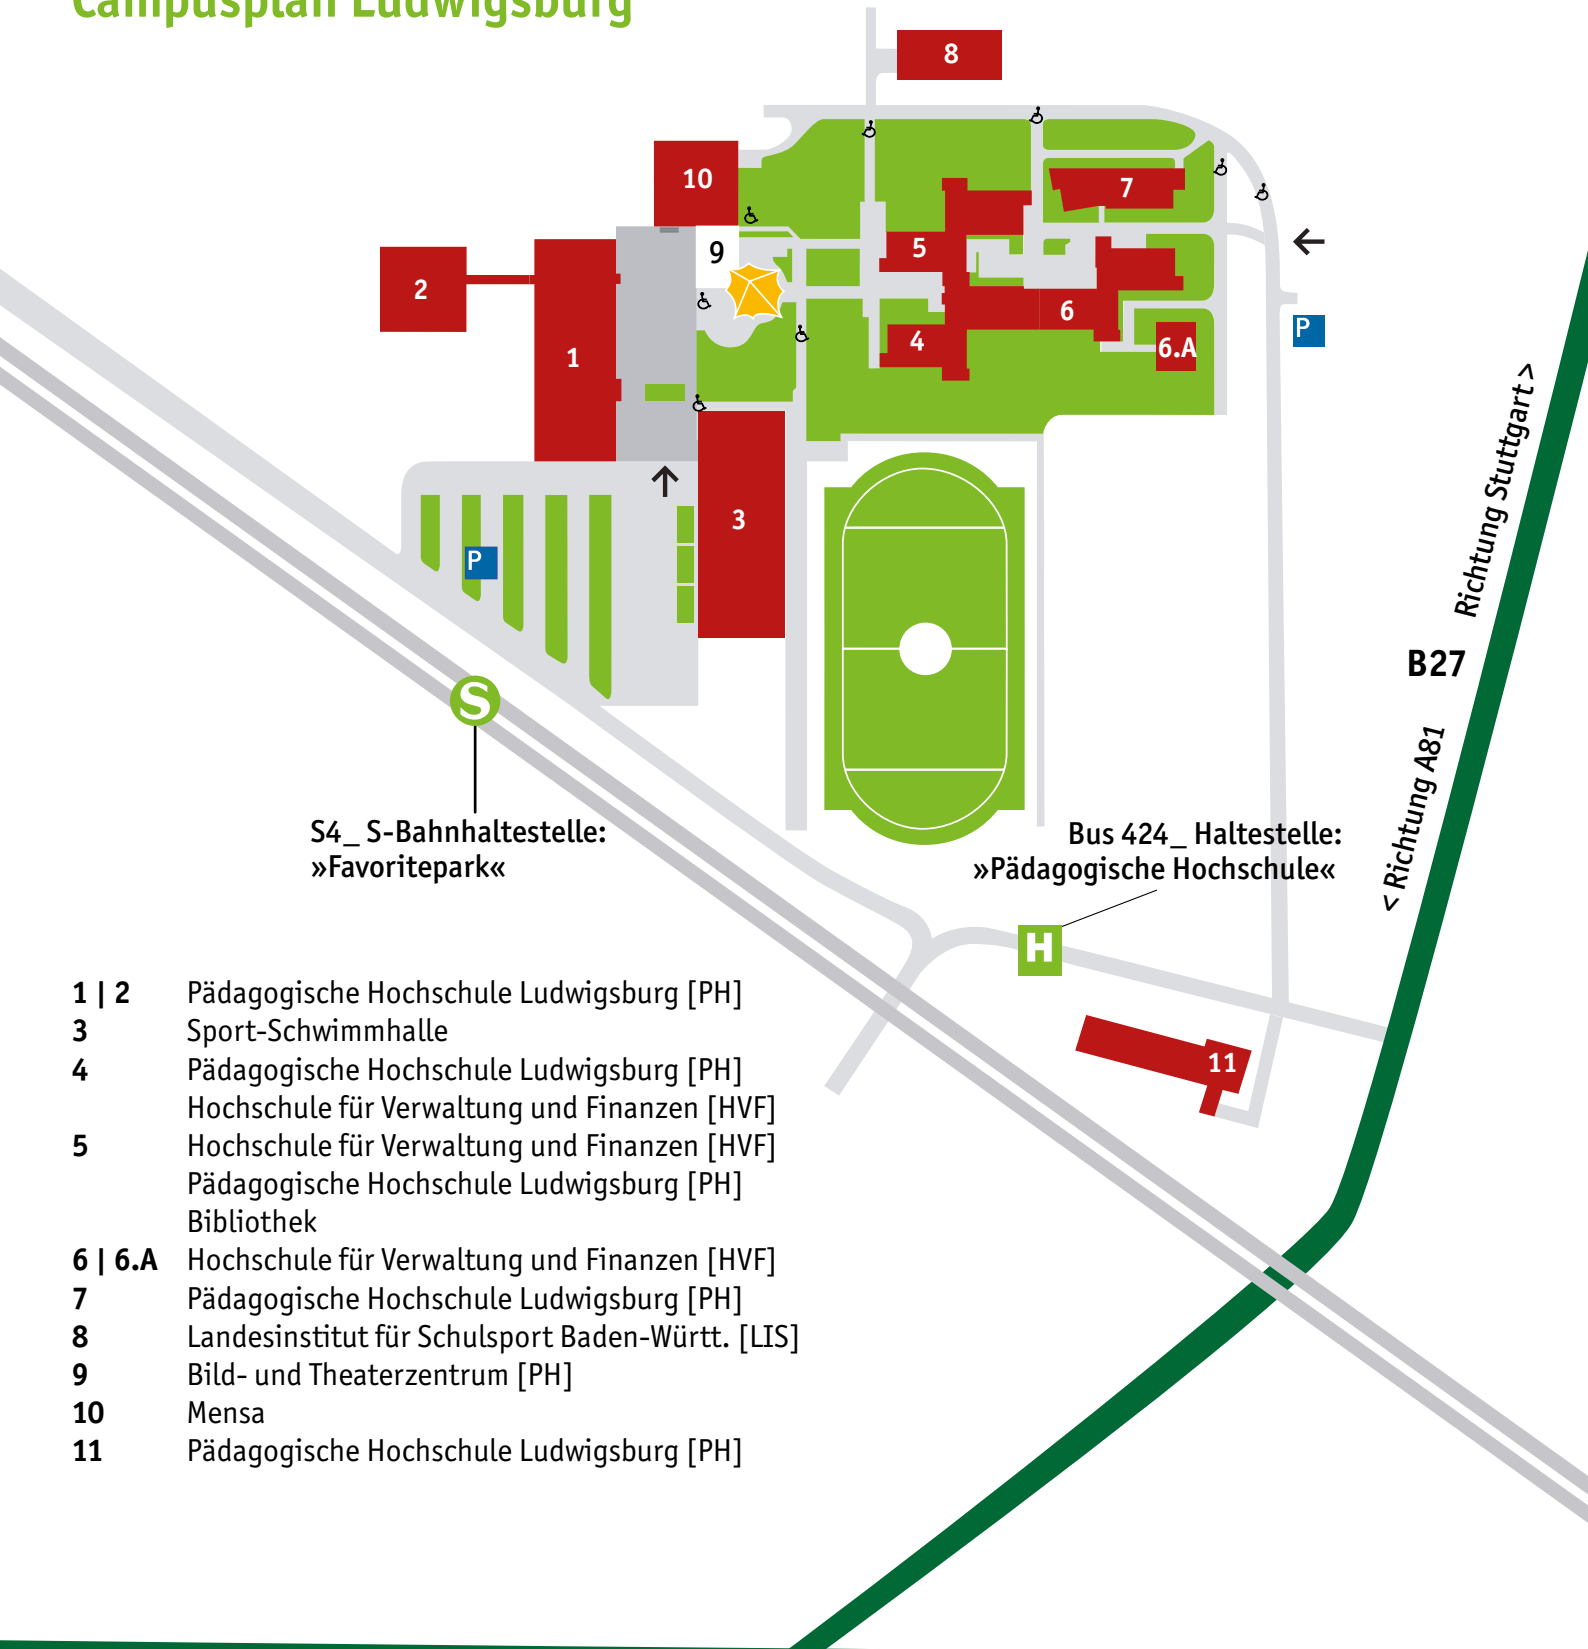 Campusplan Ludwigsburg
8
10
7
9
5
2
6
4
6.A
1
P
3
P
Richtung Stuttgart >
B27
S
< Richtung A81
S4_ S-Bahnhaltestelle:
»Favoritepark«
Bus 424_ Haltestelle:
»Pädagogische Hochschule«
H
11
1 | 2 Pädagogische Hochschule Ludwigsburg [PH]
3 Sport-Schwimmhalle
4 Pädagogische Hochschule Ludwigsburg [PH]
Hochschule für Verwaltung und Finanzen [HVF]
5 Hochschule für Verwaltung und Finanzen [HVF]
Pädagogische Hochschule Ludwigsburg [PH]
Bibliothek
6 | 6.A Hochschule für Verwaltung und Finanzen [HVF]
7 Pädagogische Hochschule Ludwigsburg [PH]
8 Landesinstitut für Schulsport Baden-Württ. [LIS]
9 Bild- und Theaterzentrum [PH]
10 Mensa
11 Pädagogische Hochschule Ludwigsburg [PH]